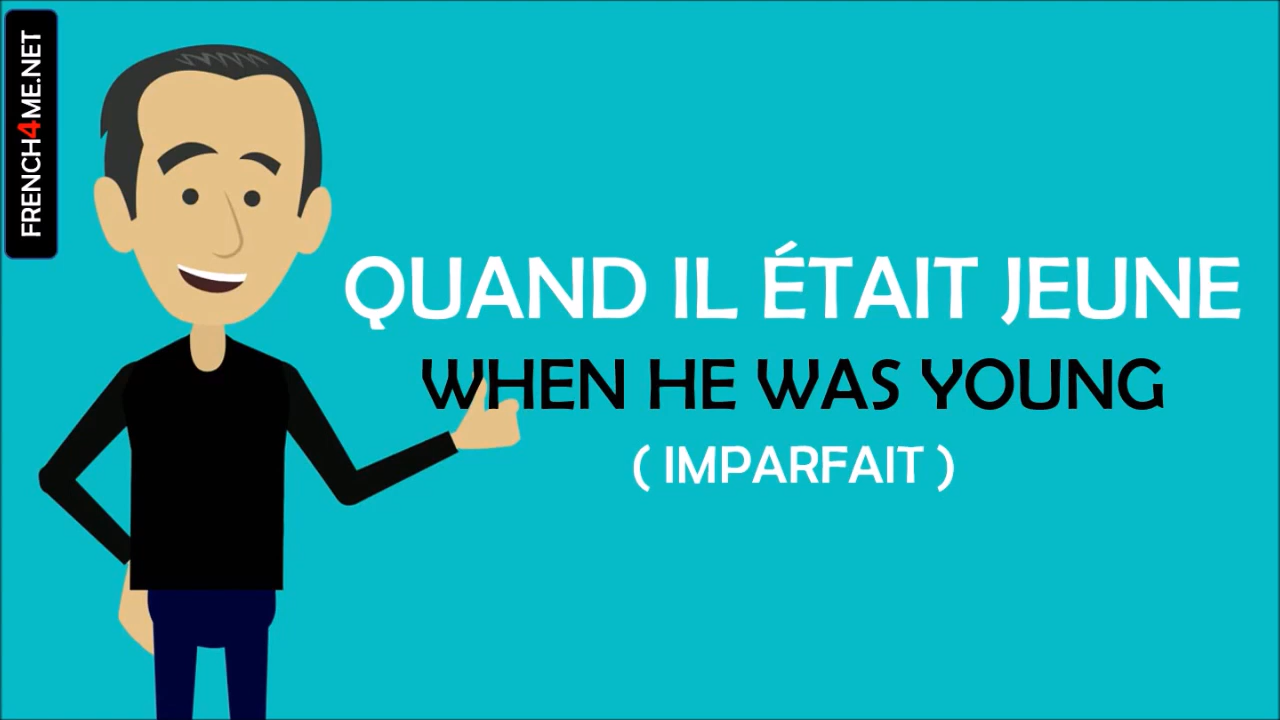 FRENCH4ME.NET
QUAND IL ÉTAIT JEUNE
WHEN HE WAS YOUNG
( IMPARFAIT )